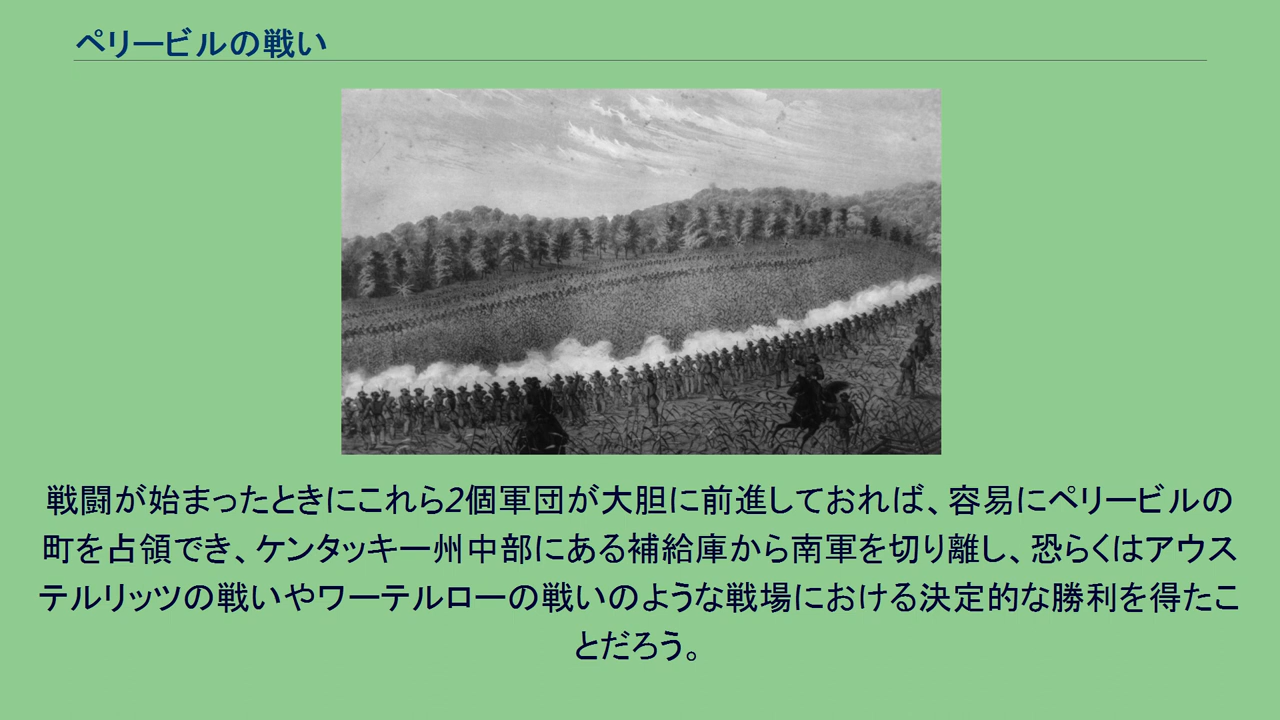 ペリービルの戦い
戦闘が始まったときにこれら2個軍団が大胆に前進しておれば、容易にペリービルの
町を占領でき、ケンタッキー州中部にある補給庫から南軍を切り離し、恐らくはアウス
テルリッツの戦いやワーテルローの戦いのような戦場における決定的な勝利を得たこ
とだろう。